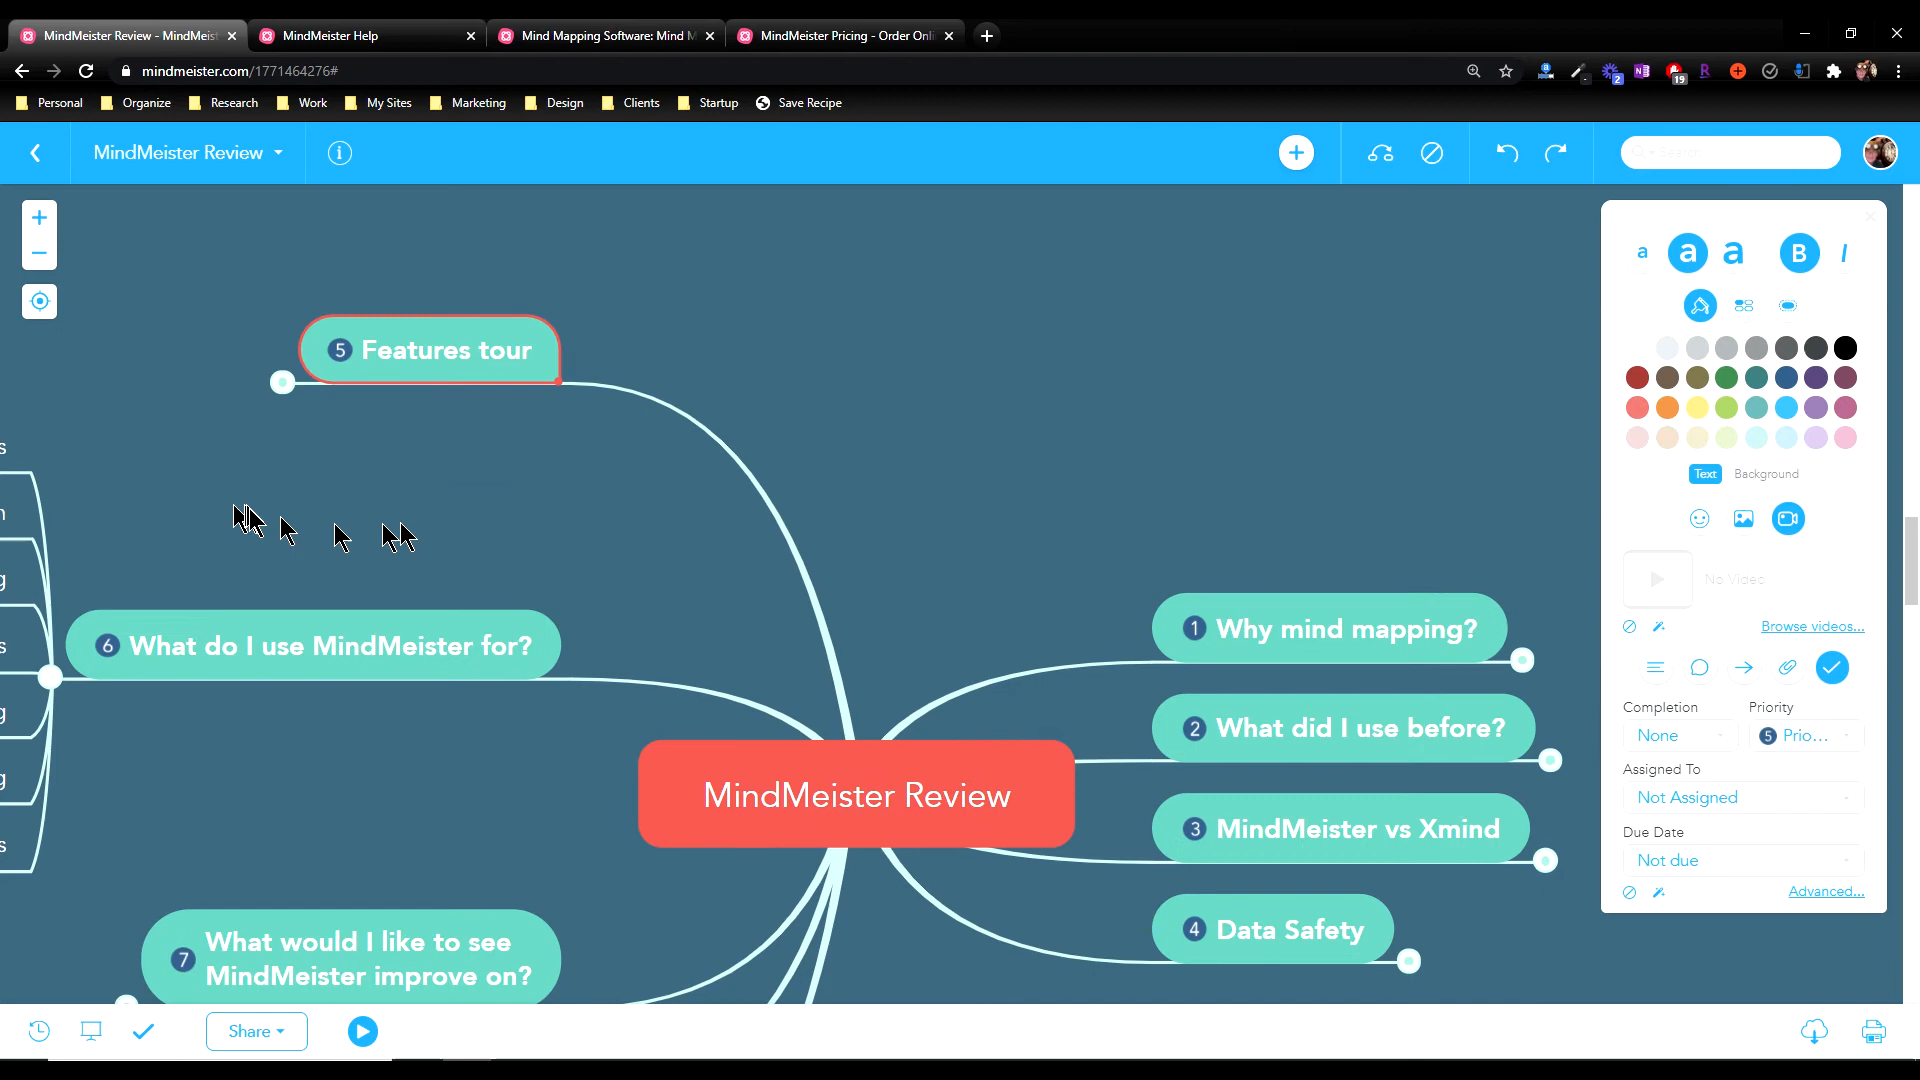 MindMeister Review - MindMeist
MindMeister Help
Mind Mapping Software: Mind M
MindMeister Pricing - Order Onli
mindmeister.com/1771464276#
2
19
Personal
Organize
Research
Work
My Sites
Marketing
Design
Clients
Startup
Save Recipe
MindMeister Review
Search
a a a B I
5 Features tour
s
n
g
s
g
g
s
6 What do I use MindMeister for?
7 What would I like to see
MindMeister improve on?
MindMeister Review
1 Why mind mapping?
2 What did I use before?
3 MindMeister vs Xmind
4 Data Safety
Text Background
No Video
Browse videos...
Completion Priority
None 5 Prio...
Assigned To
Not Assigned
Due Date
Not due
Advanced...
Share